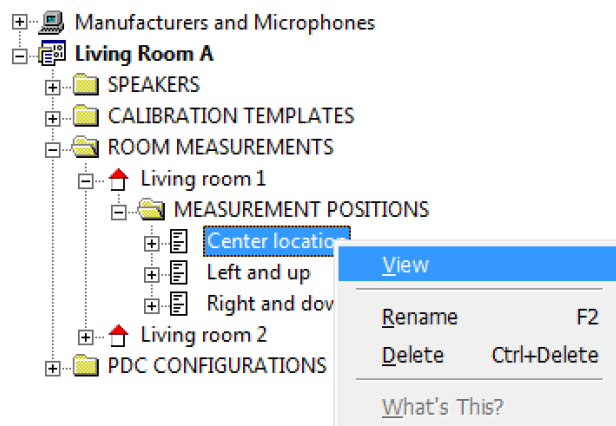 Manufacturers and Microphones
Living Room A
SPEAKERS
CALIBRATION TEMPLATES
ROOM MEASUREMENTS
Living room 1
MEASUREMENT POSITIONS
Center location
View
Left and up
Right and dow
Rename F2
Living room 2
Delete Ctrl+Delete
PDC CONFIGURATIONS
What's This?